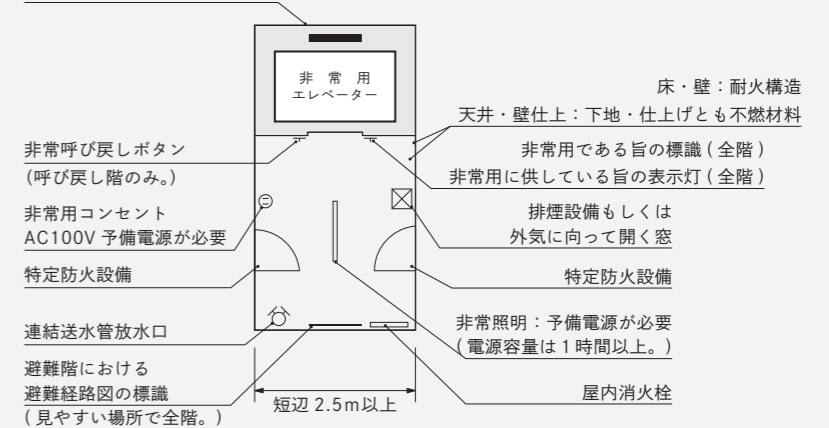 非 常 用
エレベーター
床・壁：耐火構造
天井・壁仕上：下地・仕上げとも不燃材料
非常呼び戻しボタン
(呼び戻し階のみ。)
非常用である旨の標識 ( 全階 )
非常用に供している旨の表示灯 ( 全階 )
非常用コンセント
AC100V 予備電源が必要
排煙設備もしくは
外気に向って開く窓
特定防火設備
特定防火設備
連結送水管放水口
非常照明：予備電源が必要
( 電源容量は 1 時間以上。)
避難階における
避難経路図の標識
( 見やすい場所で全階。)
短辺 2.5m以上
屋内消火栓